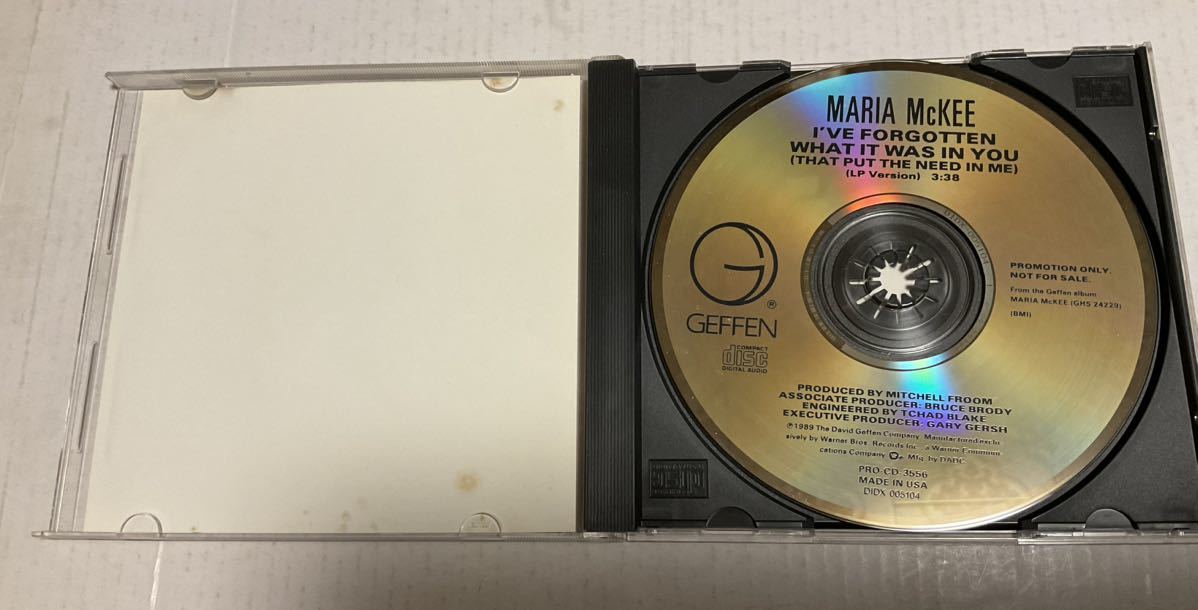 MARIA McKEE
I'VE FORGOTTEN
WHAT IT WAS IN YOU
(THAT PUT THE NEED IN ME)
(LP Version) 3:38
DIDX-005104
GEFFEN
®
COMPACT
disc
DIGITAL AUDIO
PROMOTION ONLY.
NOT FOR SALE.
From the Geffen album
MARIA McKEE (GHS 24229)
(BMI)
PRODUCED BY MITCHELL FROOM
ASSOCIATE PRODUCER: BRUCE BRODY
ENGINEERED BY TCHAD BLAKE
EXECUTIVE PRODUCER: GARY GERSH
℗1989 The David Geffen Company. Manufactured exclu
sively by Warner Bros. Records Inc., a Warner Communi
cations Company. Mfg. by DADC
PRO-CD-3556
MADE IN USA
DIDX 005104